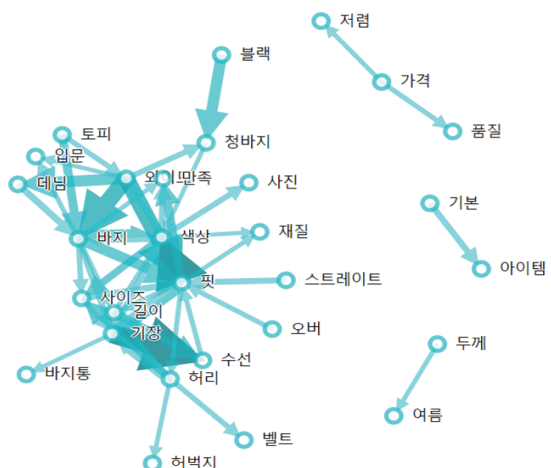 저렴
블랙
가격
품질
토피
청바지
입문
데님
만족
사진
기본
바지
색상
재질
아이템
핏
스트레이트
사이즈
길이
오버
기장
두께
수선
바지통
허리
여름
벨트
허벅지